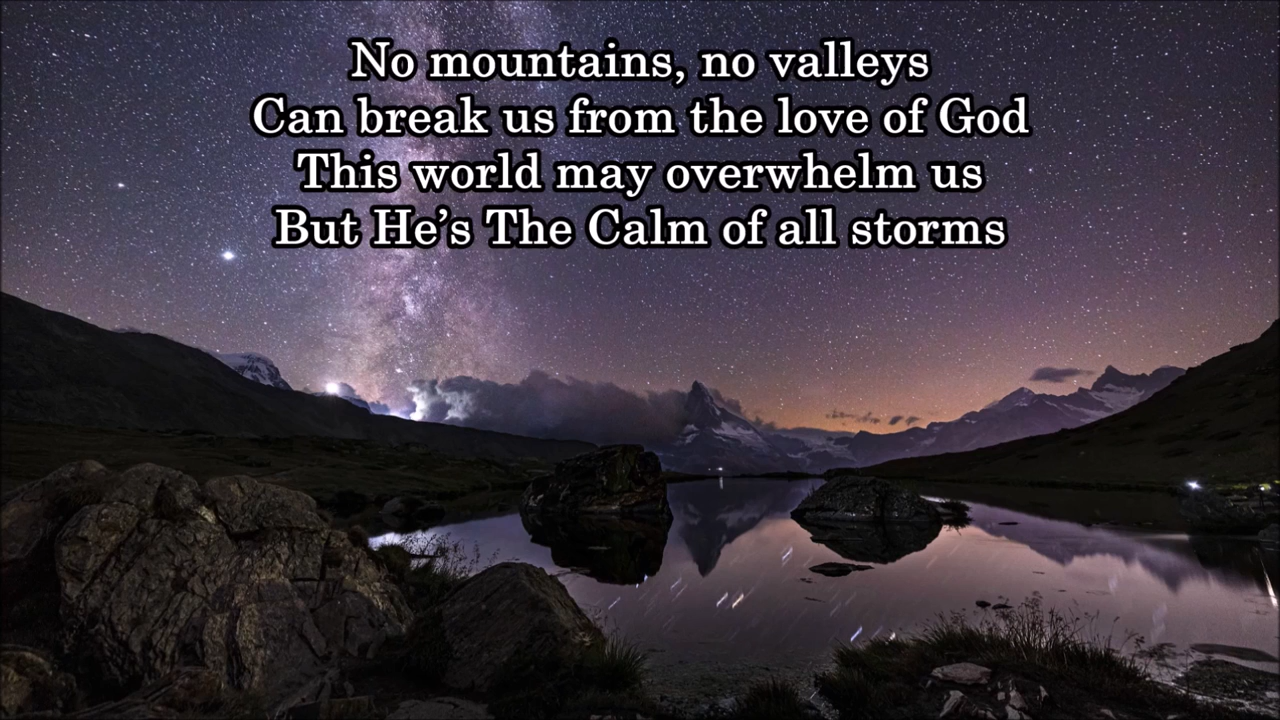 No mountains, no valleys
Can break us from the love of God
This world may overwhelm us
But He’s The Calm of all storms